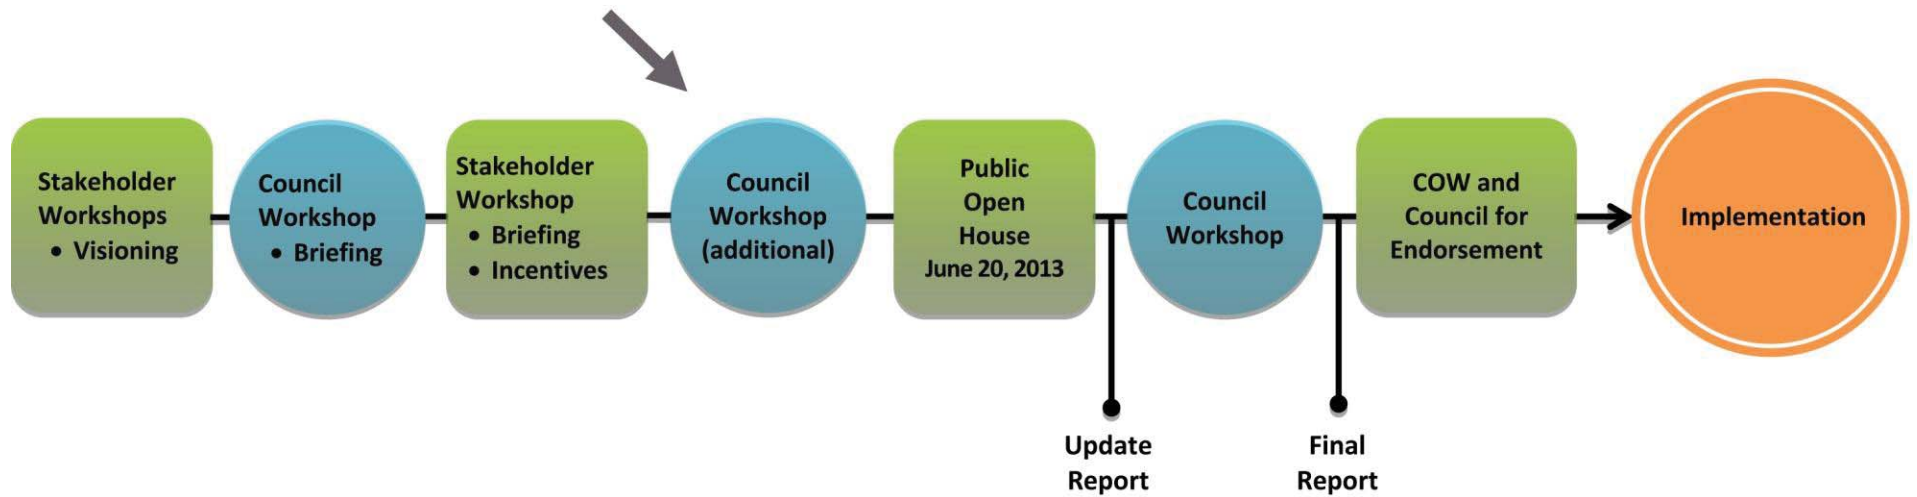 Stakeholder
Workshops
• Visioning
Council
Workshop
• Briefing
Stakeholder
Workshop
• Briefing
• Incentives
Council
Workshop
(additional)
Public
Open
House
June 20, 2013
Update
Report
Council
Workshop
Final
Report
COW and
Council for
Endorsement
Implementation